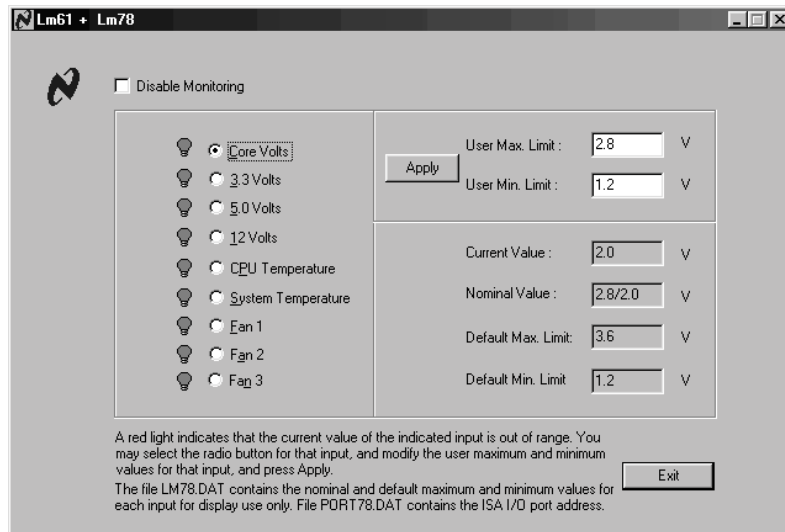 Lm61 + Lm78
Disable Monitoring
Core Volts
3.3 Volts
5.0 Volts
12 Volts
CPU Temperature
System Temperature
Fan 1
Fan 2
Fan 3
Apply
User Max. Limit : 2.8 V
User Min. Limit : 1.2 V
Current Value : 2.0 V
Nominal Value : 2.8/2.0 V
Default Max. Limit: 3.6 V
Default Min. Limit 1.2 V
A red light indicates that the current value of the indicated input is out of range. You
may select the radio button for that input, and modify the user maximum and minimum
values for that input, and press Apply.
The file LM78.DAT contains the nominal and default maximum and minimum values for
each input for display use only. File PORT78.DAT contains the ISA I/O port address.
Exit